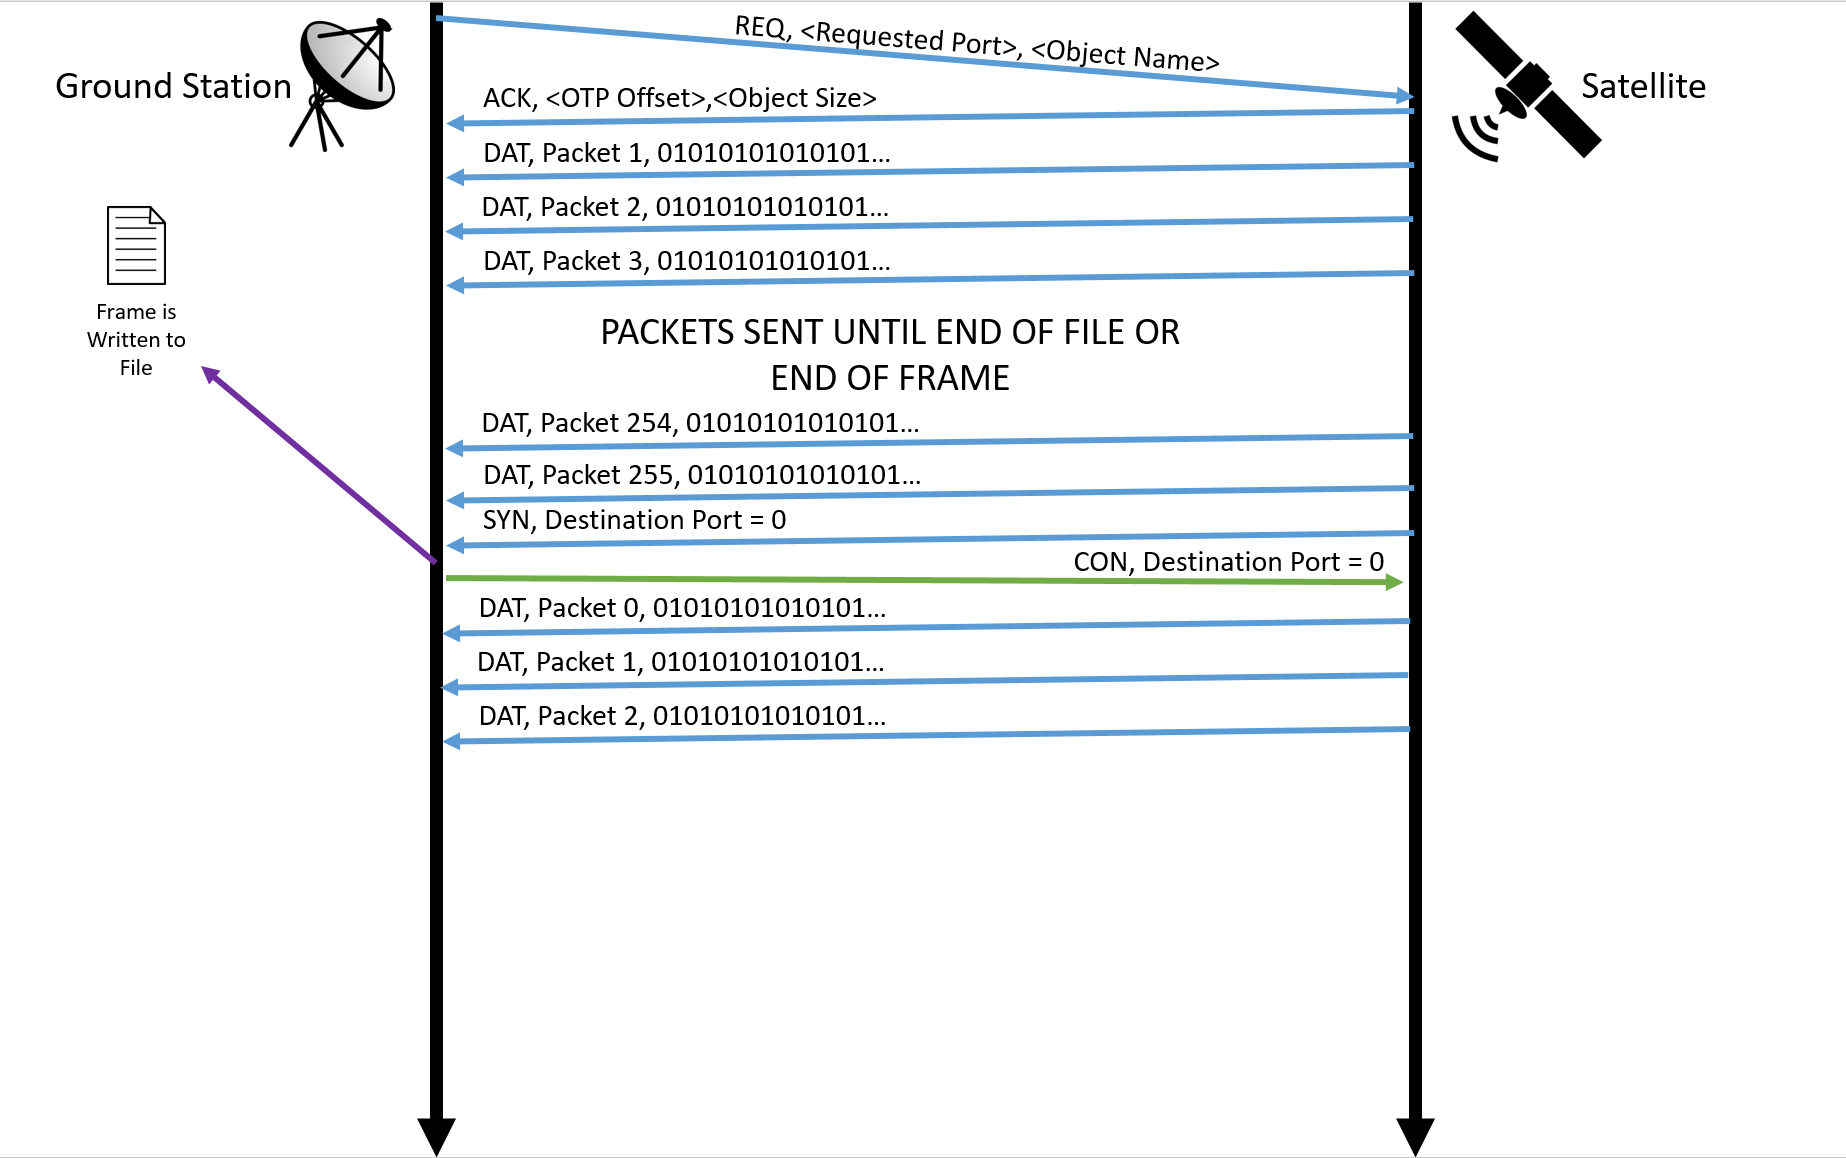 REQ, <Requested Port>, <Object Name>
Ground Station
Satellite
ACK, <OTP Offset>,<Object Size>
DAT, Packet 1, 01010101010101...
DAT, Packet 2, 01010101010101...
DAT, Packet 3, 01010101010101...
Frame is
Written to
File
PACKETS SENT UNTIL END OF FILE OR
END OF FRAME
DAT, Packet 254, 01010101010101...
DAT, Packet 255, 01010101010101...
SYN, Destination Port = 0
CON, Destination Port = 0
DAT, Packet 0, 01010101010101...
DAT, Packet 1, 01010101010101...
DAT, Packet 2, 01010101010101...